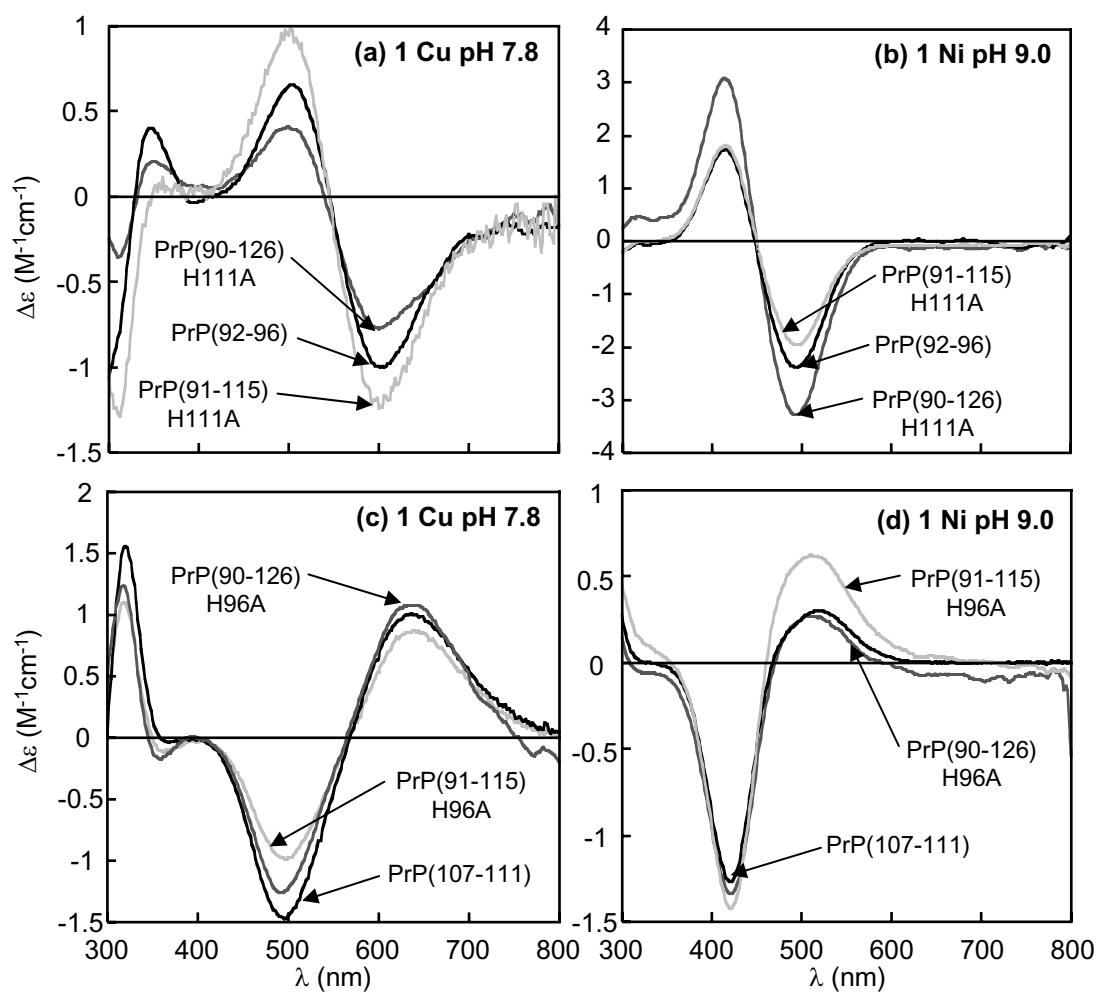 (a) 1 Cu pH 7.8
Δε (M⁻¹cm⁻¹)
1
0.5
0
-0.5
-1
-1.5
PrP(90-126)
H111A
PrP(92-96)
PrP(91-115)
H111A
(b) 1 Ni pH 9.0
4
3
2
1
0
-1
-2
-3
-4
PrP(91-115)
H111A
PrP(92-96)
PrP(90-126)
H111A
(c) 1 Cu pH 7.8
Δε (M⁻¹cm⁻¹)
2
1.5
1
0.5
0
-0.5
-1
-1.5
PrP(90-126)
H96A
PrP(91-115)
H96A
PrP(107-111)
300 400 500 600 700 800
λ (nm)
(d) 1 Ni pH 9.0
1
0.5
0
-0.5
-1
-1.5
PrP(91-115)
H96A
PrP(90-126)
H96A
PrP(107-111)
300 400 500 600 700 800
λ (nm)